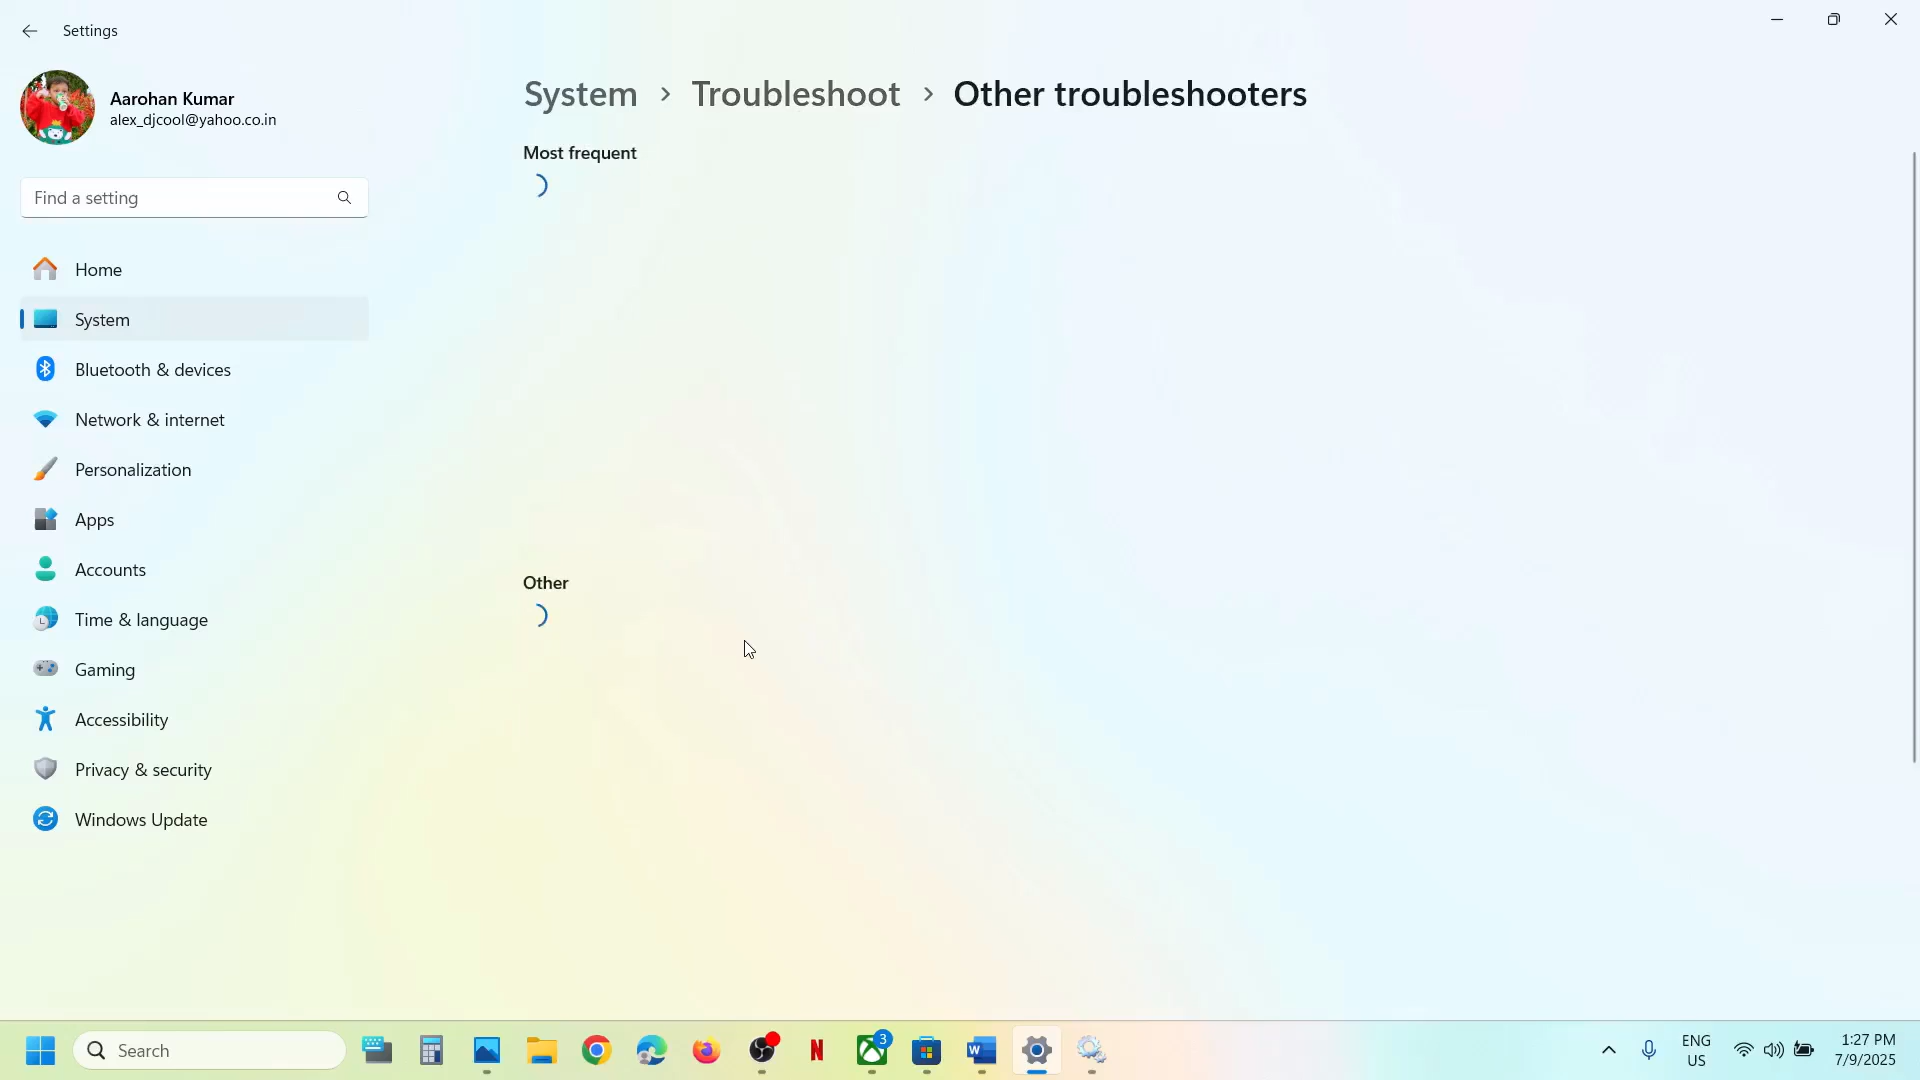 Settings
Aarohan Kumar
alex_djcool@yahoo.co.in
Find a setting
Home
System
Bluetooth & devices
Network & internet
Personalization
Apps
Accounts
Time & language
Gaming
Accessibility
Privacy & security
Windows Update
System > Troubleshoot > Other troubleshooters
Most frequent
Other
Search
3
ENG
US
1:27 PM
7/9/2025